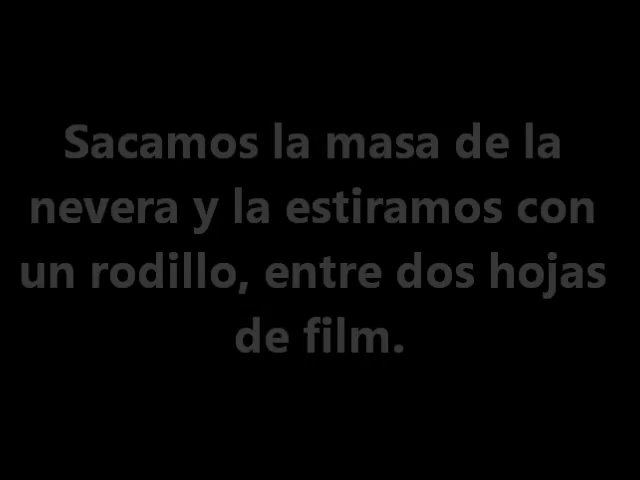 Sacamos la masa de la
nevera y la estiramos con
un rodillo, entre dos hojas
de film.